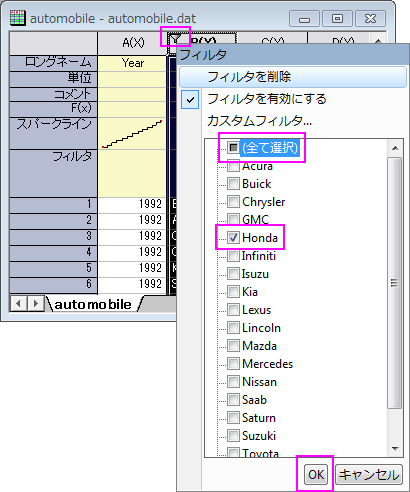 automobile - automobile.dat
A(X)
ロングネーム Year
単位
コメント
F(x)
スパークライン
フィルタ
1 1992
2 1992
3 1992
4 1992
5 1992
6 1992
automobile
フィルタ
フィルタを削除
フィルタを有効にする
カスタムフィルタ...
(全て選択)
Acura
Buick
Chrysler
GMC
Honda
Infiniti
Isuzu
Kia
Lexus
Lincoln
Mazda
Mercedes
Nissan
Saab
Saturn
Suzuki
Toyota
OK キャンセル